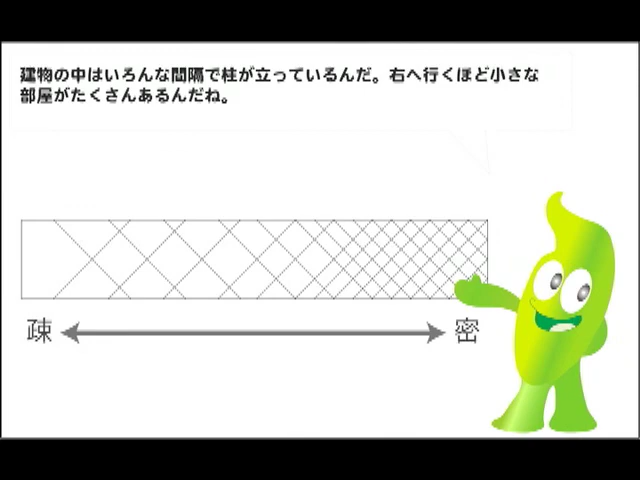 建物の中はいろんな間隔で柱が立っているんだ。右へ行くほど小さな
部屋がたくさんあるんだね。
疎
密